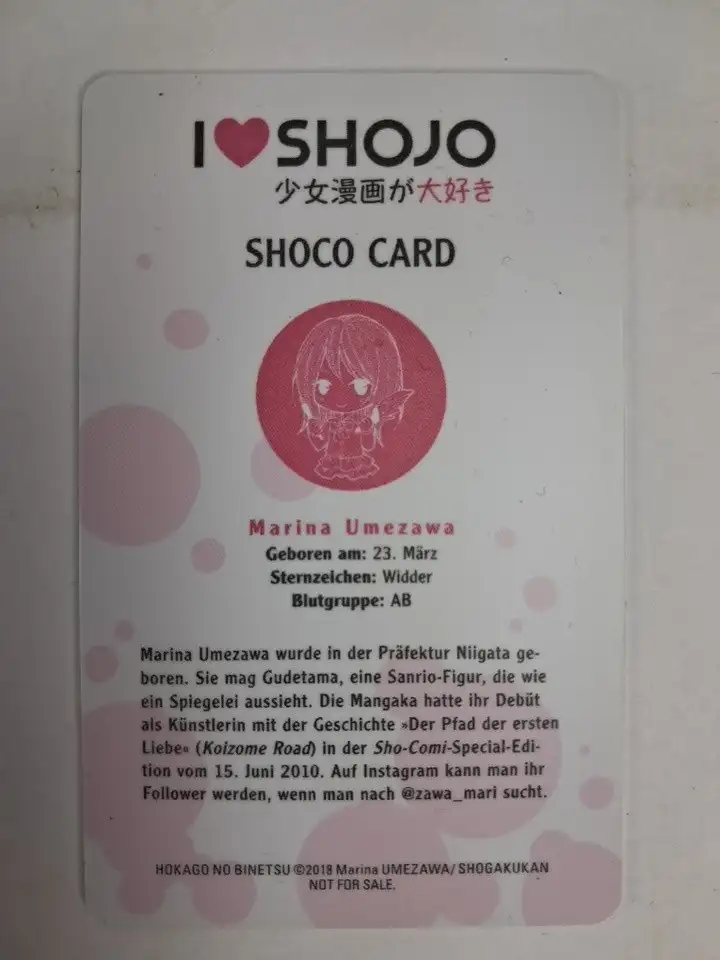 I ♥ SHOJO
少女漫画が大好き
SHOCO CARD
Marina Umezawa
Geboren am: 23. März
Sternzeichen: Widder
Blutgruppe: AB
Marina Umezawa wurde in der Präfektur Niigata ge-
boren. Sie mag Gudetama, eine Sanrio-Figur, die wie
ein Spiegelei aussieht. Die Mangaka hatte ihr Debüt
als Künstlerin mit der Geschichte »Der Pfad der ersten
Liebe« (Koizome Road) in der Sho-Comi-Special-Edi-
tion vom 15. Juni 2010. Auf Instagram kann man ihr
Follower werden, wenn man nach @zawa_mari sucht.
HOKAGO NO BINETSU ©2018 Marina UMEZAWA/ SHOGAKUKAN
NOT FOR SALE.